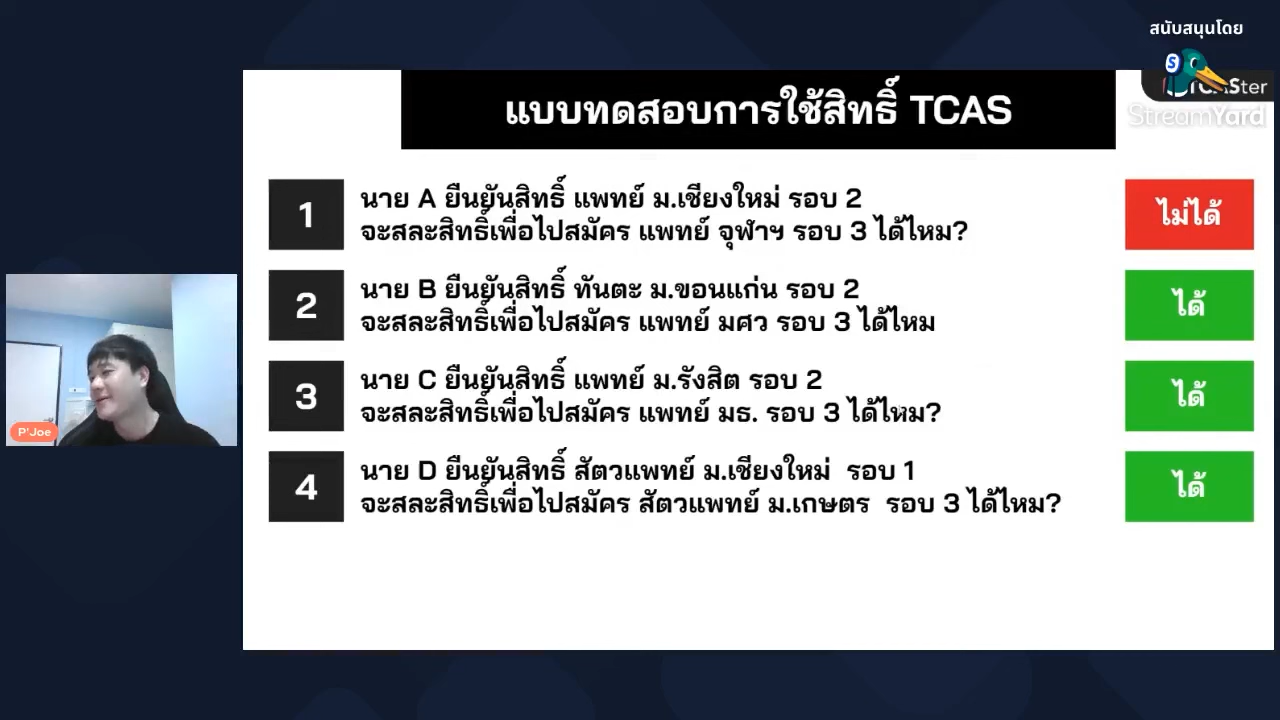 สนับสนุนโดย
StreamYard
แบบทดสอบการใช้สิทธิ์ TCAS
1
นาย A ยืนยันสิทธิ์ แพทย์ ม.เชียงใหม่ รอบ 2
จะสละสิทธิ์เพื่อไปสมัคร แพทย์ จุฬาฯ รอบ 3 ได้ไหม?
ไม่ได้
2
นาย B ยืนยันสิทธิ์ ทันตะ ม.ขอนแก่น รอบ 2
จะสละสิทธิ์เพื่อไปสมัคร แพทย์ มศว รอบ 3 ได้ไหม
ได้
3
นาย C ยืนยันสิทธิ์ แพทย์ ม.รังสิต รอบ 2
จะสละสิทธิ์เพื่อไปสมัคร แพทย์ มธ. รอบ 3 ได้ไหม?
ได้
4
นาย D ยืนยันสิทธิ์ สัตวแพทย์ ม.เชียงใหม่ รอบ 1
จะสละสิทธิ์เพื่อไปสมัคร สัตวแพทย์ ม.เกษตร รอบ 3 ได้ไหม?
ได้
P'Joe